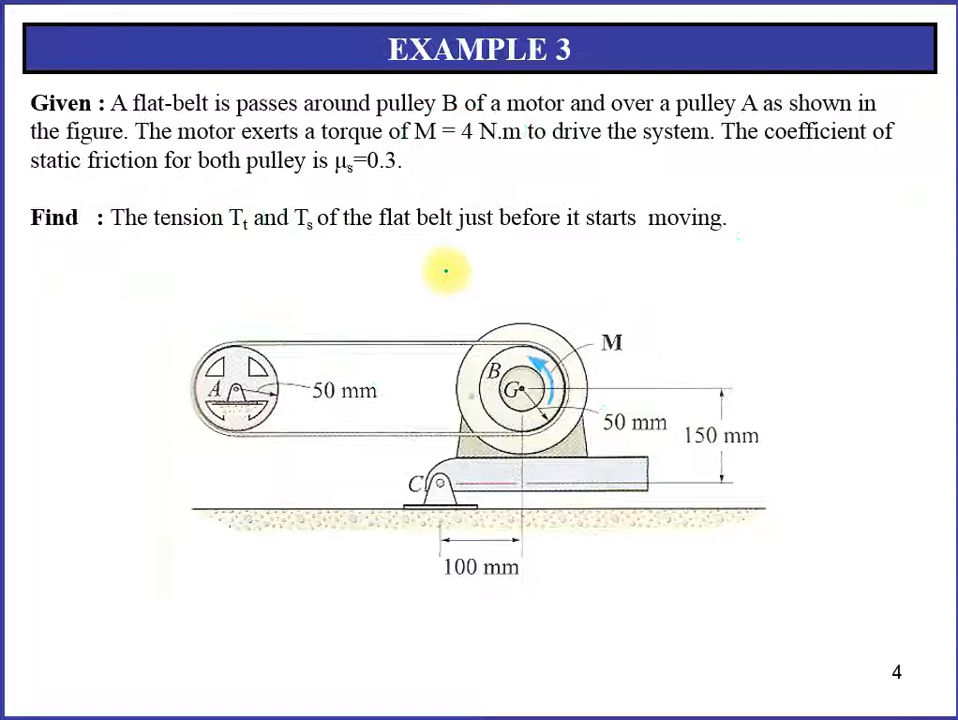 EXAMPLE 3
Given : A flat-belt is passes around pulley B of a motor and over a pulley A as shown in
the figure. The motor exerts a torque of M = 4 N.m to drive the system. The coefficient of
static friction for both pulley is μs=0.3.
Find : The tension Tt and Ts of the flat belt just before it starts moving.
M
B
A
50 mm
G
50 mm
150 mm
C
100 mm
4